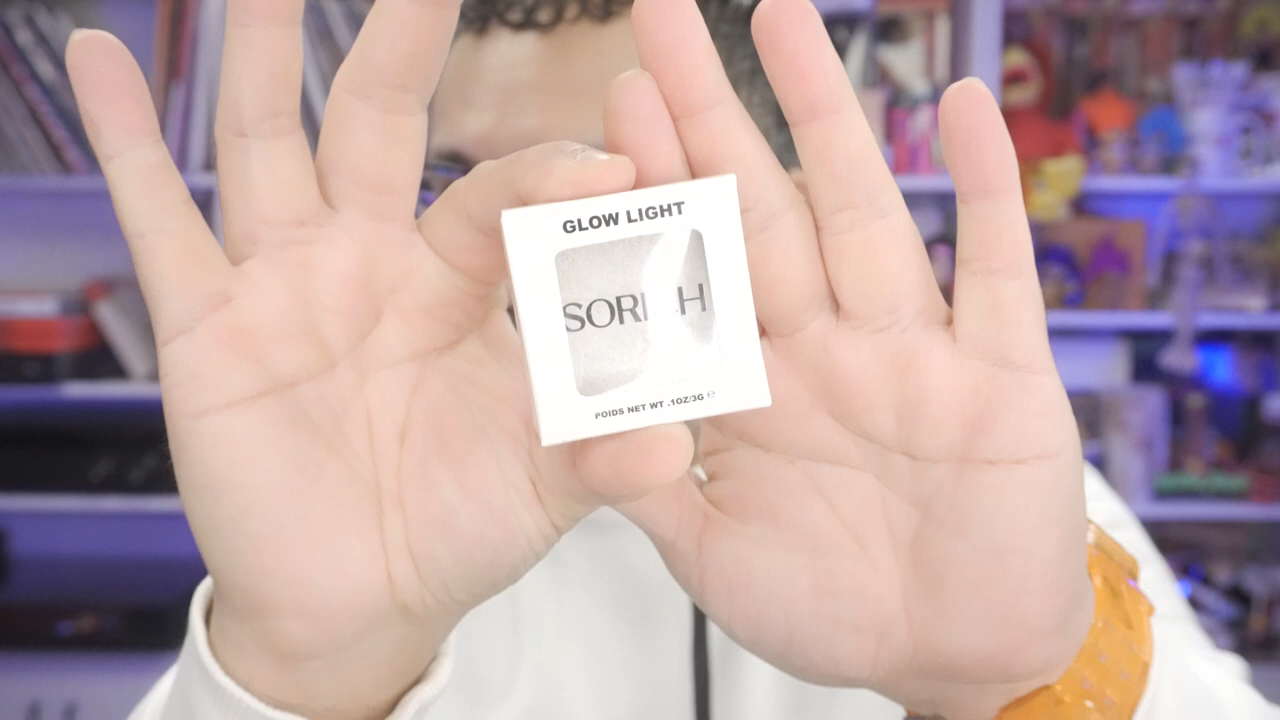 GLOW LIGHT
POIDS NET WT .1OZ/3G ℮